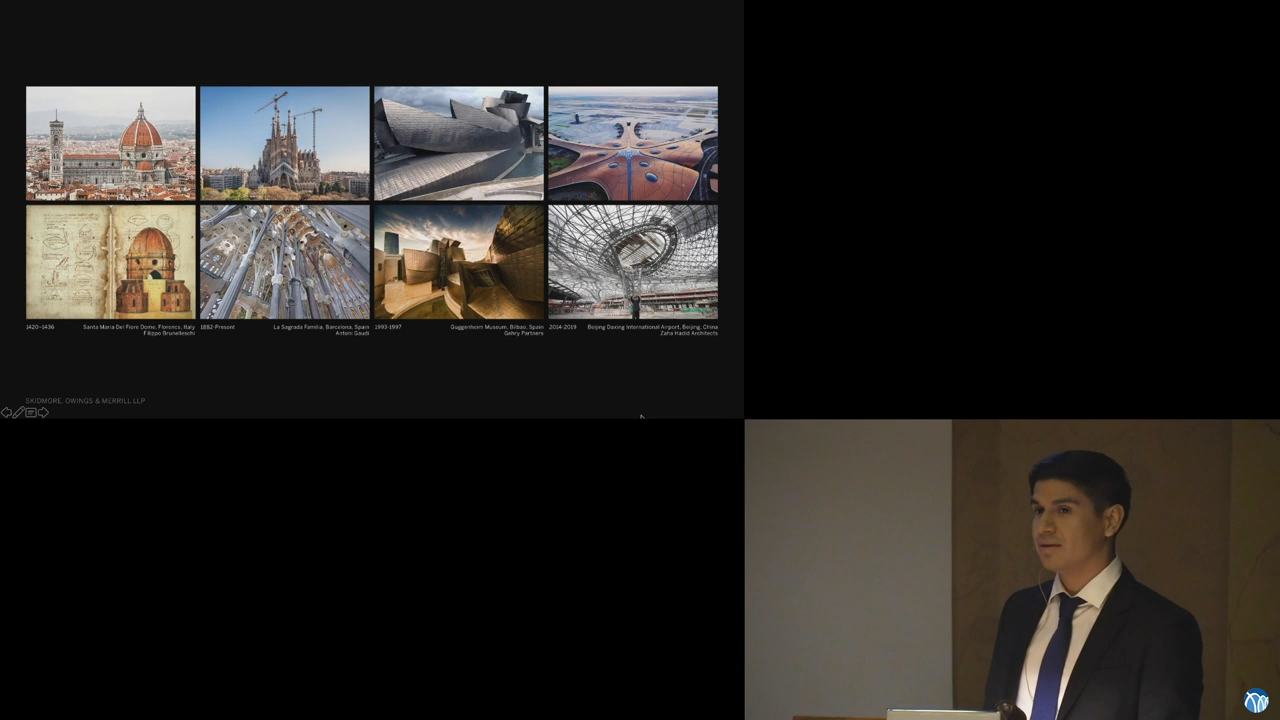 1420-1436
Santa Maria Del Fiore Dome, Florence, Italy
Filippo Brunelleschi
1882-Present
La Sagrada Familia, Barcelona, Spain
Antoni Gaudi
1993-1997
Guggenheim Museum, Bilbao, Spain
Gehry Partners
2014-2019
Beijing Daxing International Airport, Beijing, China
Zaha Hadid Architects
SKIDMORE, OWINGS & MERRILL LLP